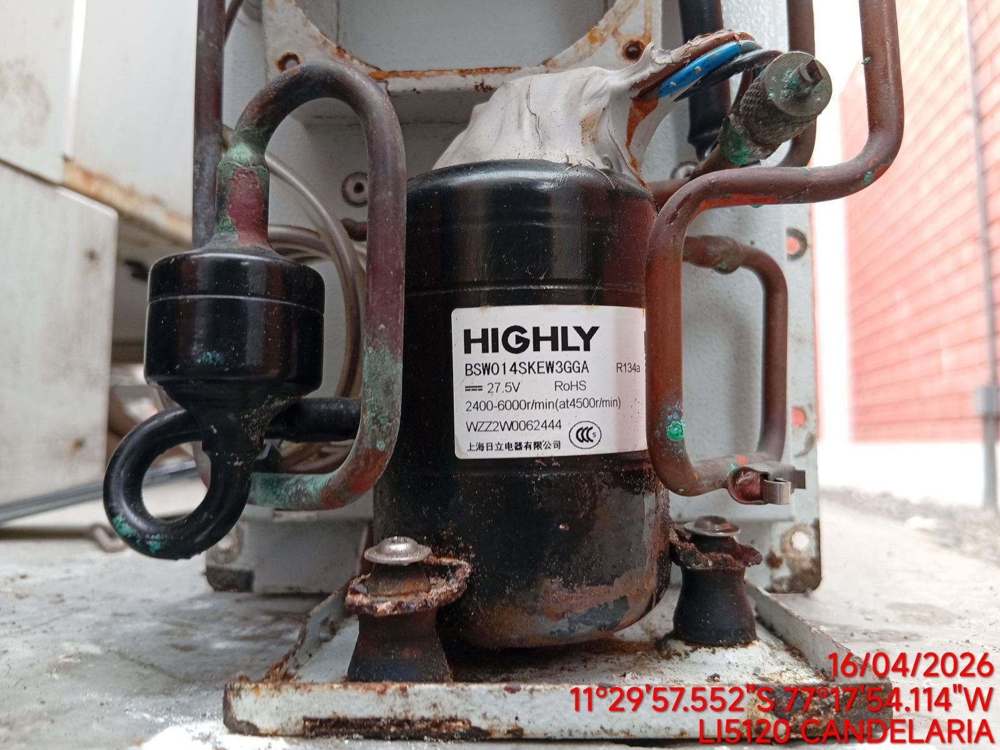 HIGHLY
BSW014SKEW3GGA R134a
27.5V RoHS
2400-6000r/min(at4500r/min)
WZZ2W0062444 CCC S
上海日立电器有限公司
16/04/2026
11°29'57.552"S 77°17'54.114"W
LI5120 CANDELARIA